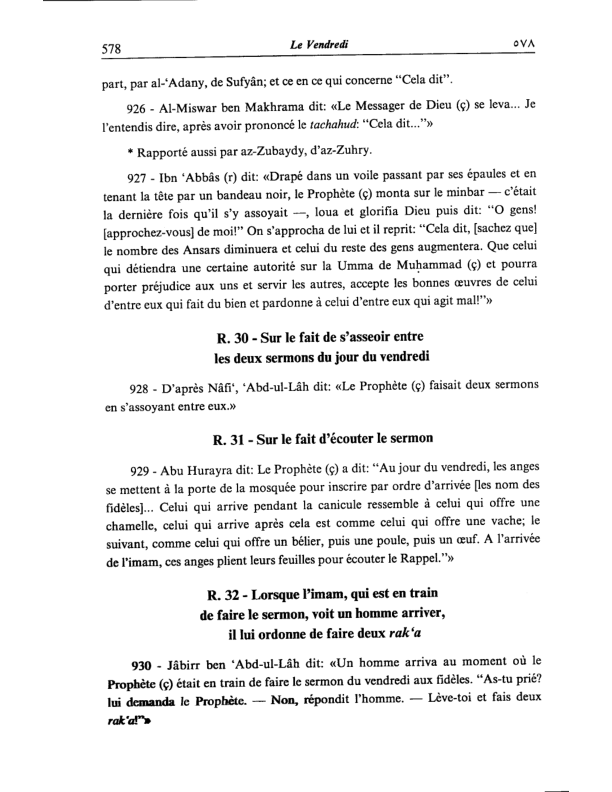 578 Le Vendredi ٥٧٨
part, par al-‘Adany, de Sufyân; et ce en ce qui concerne “Cela dit”.
926 - Al-Miswar ben Makhrama dit: «Le Messager de Dieu (ç) se leva... Je
l’entendis dire, après avoir prononcé le tachahud: “Cela dit...”»
* Rapporté aussi par az-Zubaydy, d’az-Zuhry.
927 - Ibn ‘Abbâs (r) dit: «Drapé dans un voile passant par ses épaules et en
tenant la tête par un bandeau noir, le Prophète (ç) monta sur le minbar — c’était
la dernière fois qu’il s’y assoyait —, loua et glorifia Dieu puis dit: “O gens!
[approchez-vous] de moi!” On s’approcha de lui et il reprit: “Cela dit, [sachez que]
le nombre des Ansars diminuera et celui du reste des gens augmentera. Que celui
qui détiendra une certaine autorité sur la Umma de Muḥammad (ç) et pourra
porter préjudice aux uns et servir les autres, accepte les bonnes œuvres de celui
d’entre eux qui fait du bien et pardonne à celui d’entre eux qui agit mal!”»
R. 30 - Sur le fait de s’asseoir entre
les deux sermons du jour du vendredi
928 - D’après Nâfi‘, ‘Abd-ul-Lâh dit: «Le Prophète (ç) faisait deux sermons
en s’assoyant entre eux.»
R. 31 - Sur le fait d’écouter le sermon
929 - Abu Hurayra dit: Le Prophète (ç) a dit: “Au jour du vendredi, les anges
se mettent à la porte de la mosquée pour inscrire par ordre d’arrivée [les nom des
fidèles]... Celui qui arrive pendant la canicule ressemble à celui qui offre une
chamelle, celui qui arrive après cela est comme celui qui offre une vache; le
suivant, comme celui qui offre un bélier, puis une poule, puis un œuf. A l’arrivée
de l’imam, ces anges plient leurs feuilles pour écouter le Rappel.”»
R. 32 - Lorsque l’imam, qui est en train
de faire le sermon, voit un homme arriver,
il lui ordonne de faire deux rak‘a
930 - Jâbirr ben ‘Abd-ul-Lâh dit: «Un homme arriva au moment où le
Prophète (ç) était en train de faire le sermon du vendredi aux fidèles. “As-tu prié?
lui demanda le Prophète. — Non, répondit l’homme. — Lève-toi et fais deux
rak‘a!”»